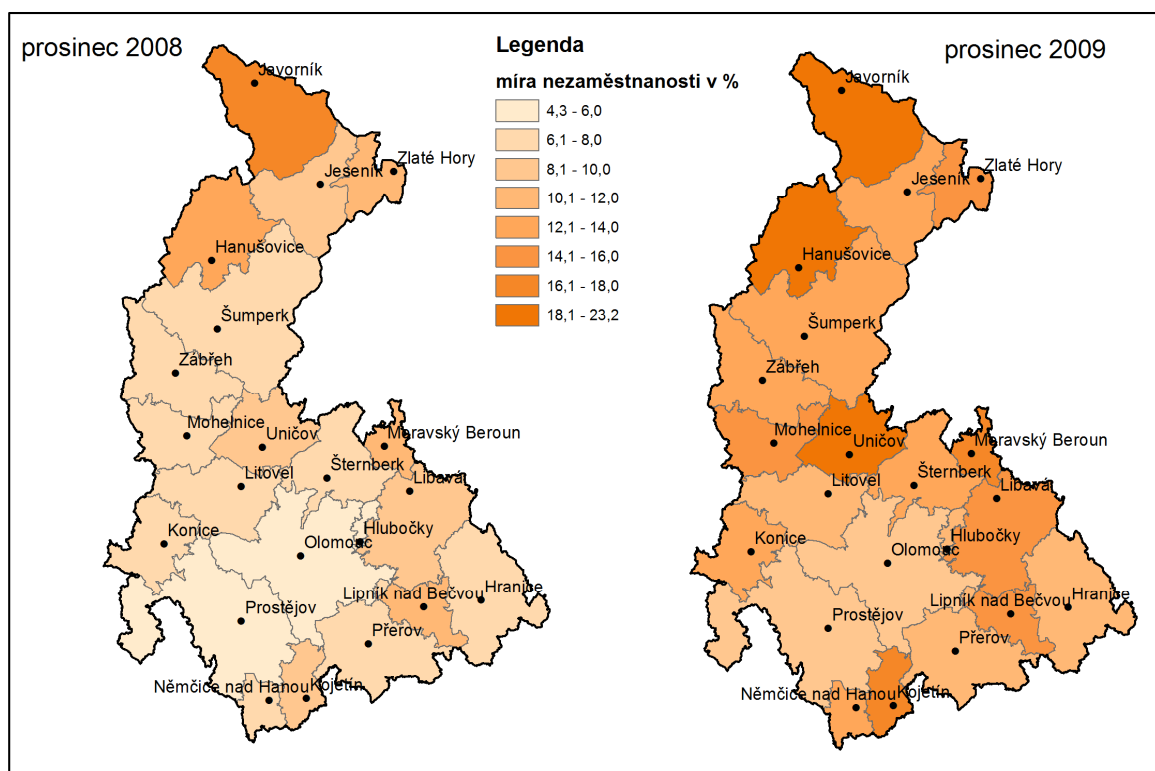 prosinec 2008
Javorník
Zlaté Hory
Jeseník
Hanušovice
Šumperk
Zábřeh
Mohelnice
Uničov
Moravský Beroun
Šternberk
Litovel
Libavá
Konice
Hlubočky
Olomouc
Hranice
Lipník nad Bečvou
Prostějov
Přerov
Němčice nad Hanou
Kojetín
Legenda
míra nezaměstnanosti v %
4,3 - 6,0
6,1 - 8,0
8,1 - 10,0
10,1 - 12,0
12,1 - 14,0
14,1 - 16,0
16,1 - 18,0
18,1 - 23,2
prosinec 2009
Javorník
Zlaté Hory
Jeseník
Hanušovice
Šumperk
Zábřeh
Mohelnice
Uničov
Moravský Beroun
Šternberk
Litovel
Libavá
Konice
Hlubočky
Olomouc
Hranice
Lipník nad Bečvou
Prostějov
Přerov
Němčice nad Hanou
Kojetín